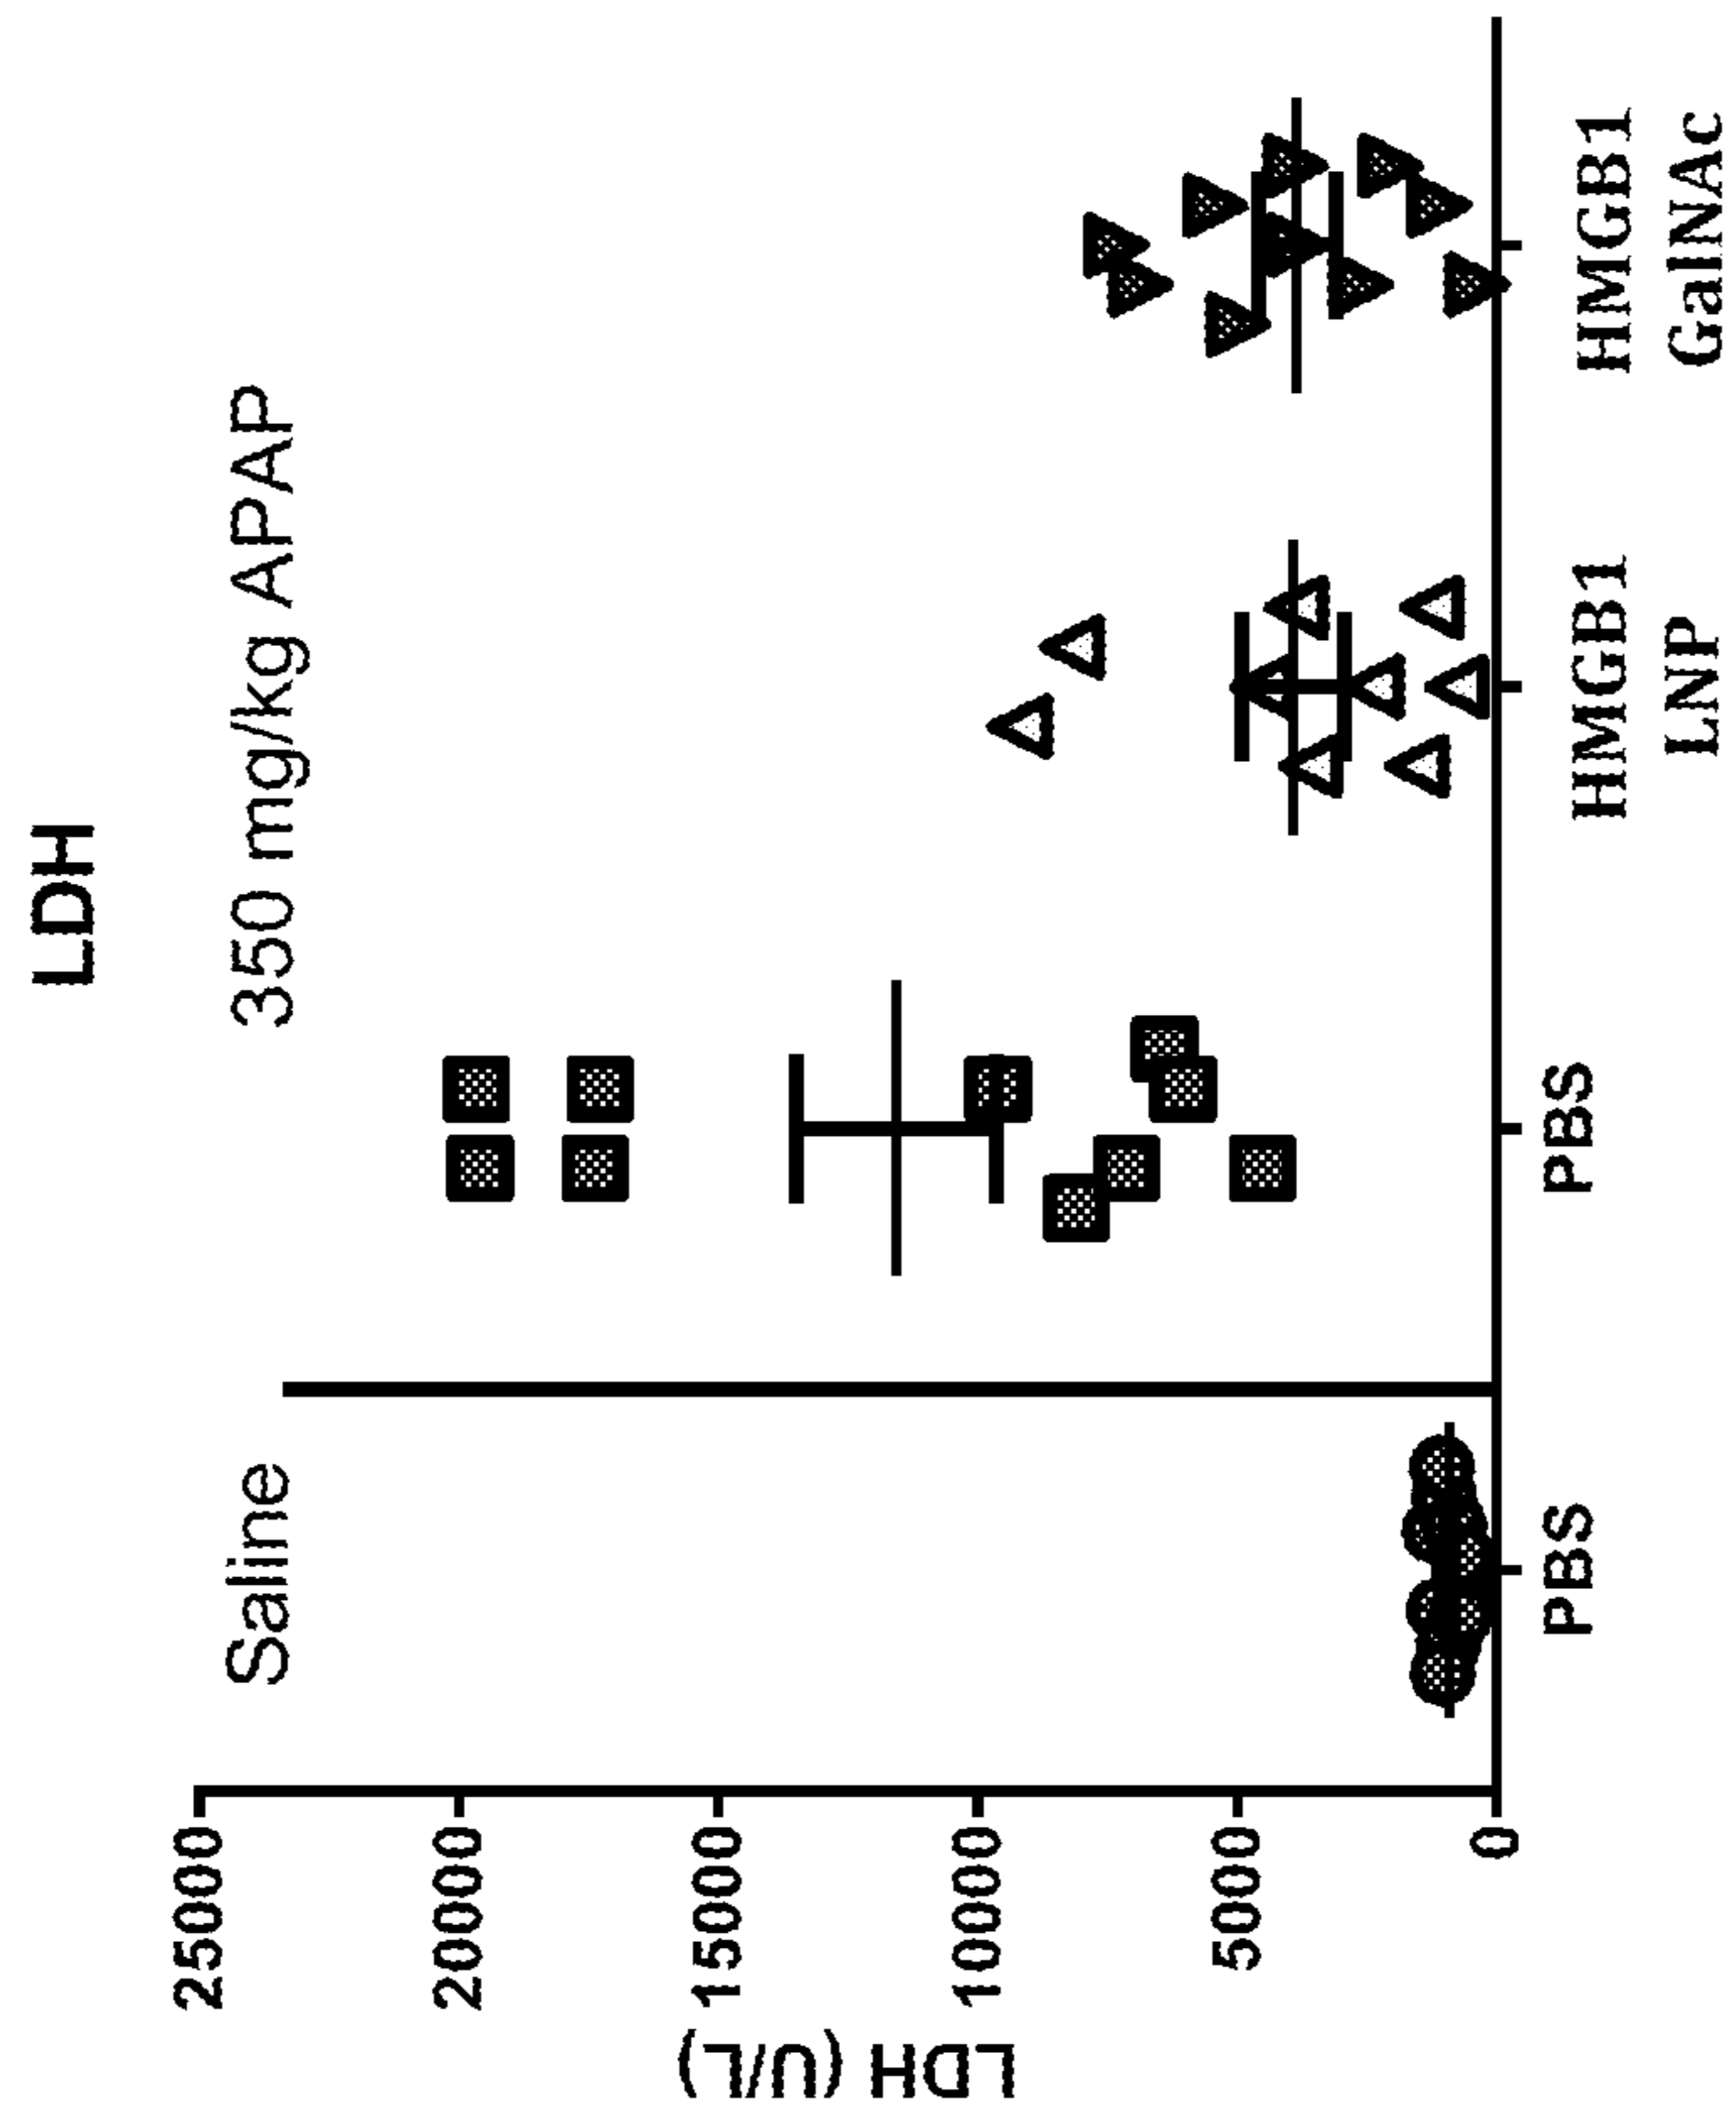 LDH
Saline
350 mg/kg APAP
LDH (U/L)
25000
20000
15000
10000
5000
0
PBS
PBS
HMGB1
LNP
HMGB1
GalNAc